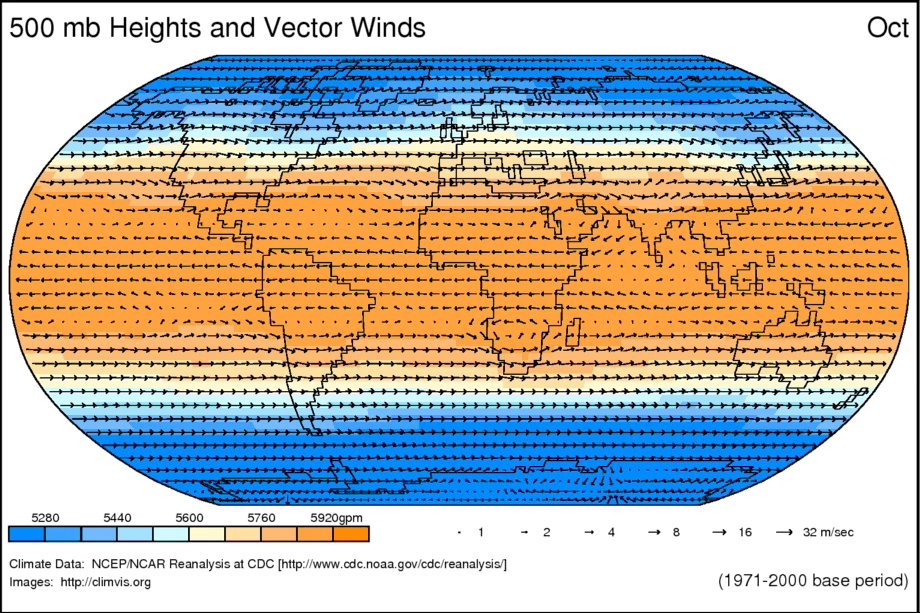 500 mb Heights and Vector Winds Oct
5280 5440 5600 5760 5920gpm
1 2 4 8 16 32 m/sec
Climate Data: NCEP/NCAR Reanalysis at CDC [http://www.cdc.noaa.gov/cdc/reanalysis/]
Images: http://climvis.org
(1971-2000 base period)